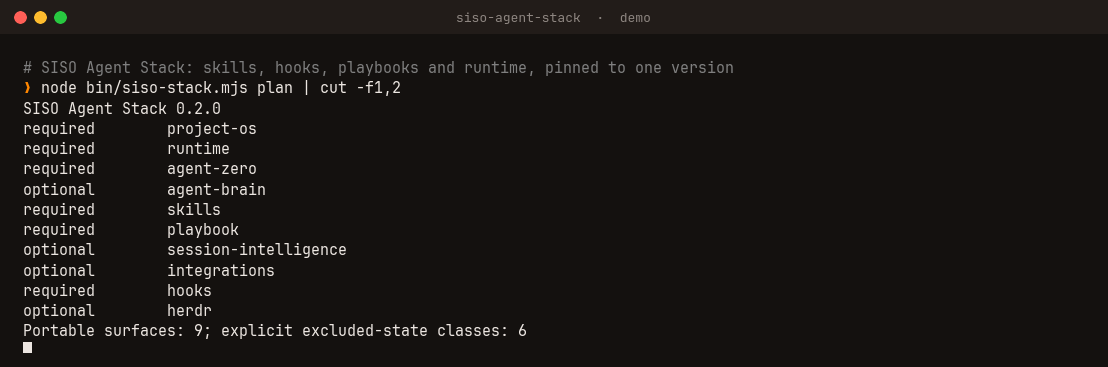 siso-agent-stack · demo
# SISO Agent Stack: skills, hooks, playbooks and runtime, pinned to one version
❯ node bin/siso-stack.mjs plan | cut -f1,2
SISO Agent Stack 0.2.0
required        project-os
required        runtime
required        agent-zero
optional        agent-brain
required        skills
required        playbook
optional        session-intelligence
optional        integrations
required        hooks
optional        herdr
Portable surfaces: 9; explicit excluded-state classes: 6